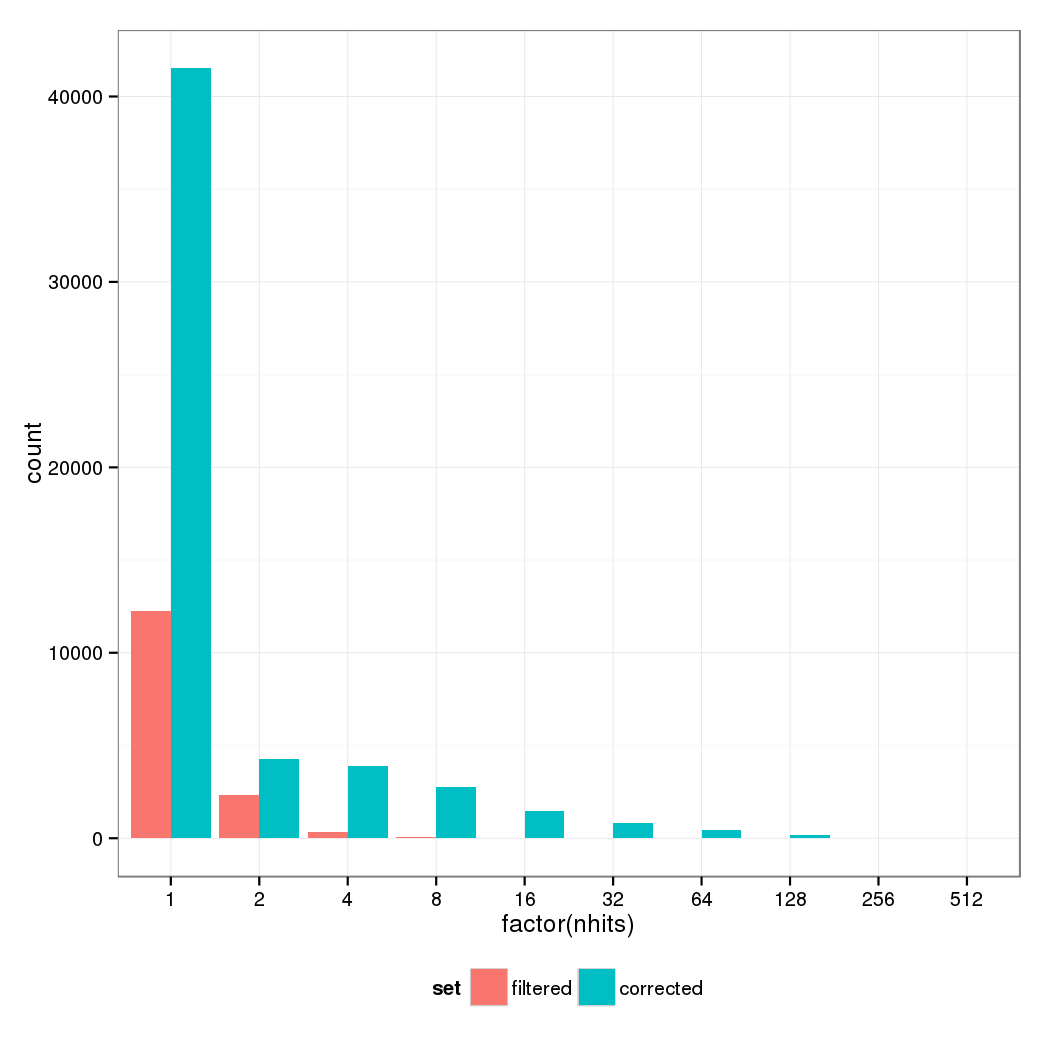 count
40000
30000
20000
10000
0
1 2 4 8 16 32 64 128 256 512
factor(nhits)
set filtered corrected